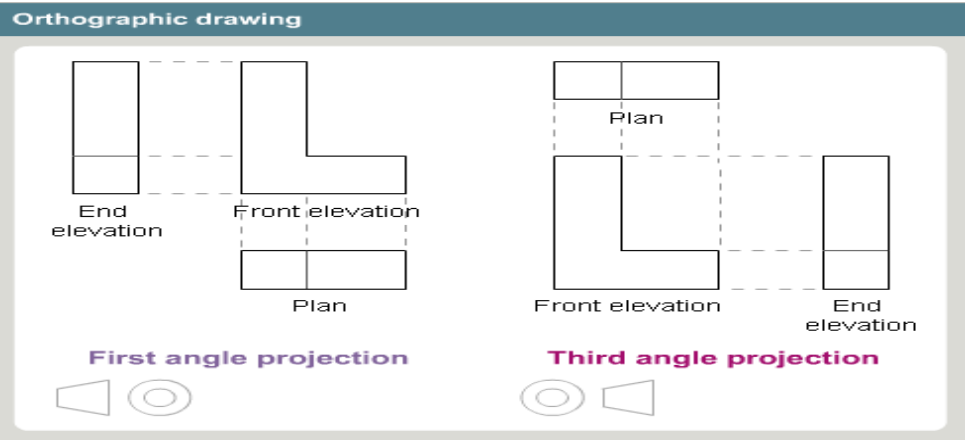 Orthographic drawing
End
elevation
Front elevation
Plan
First angle projection
Plan
Front elevation
End
elevation
Third angle projection